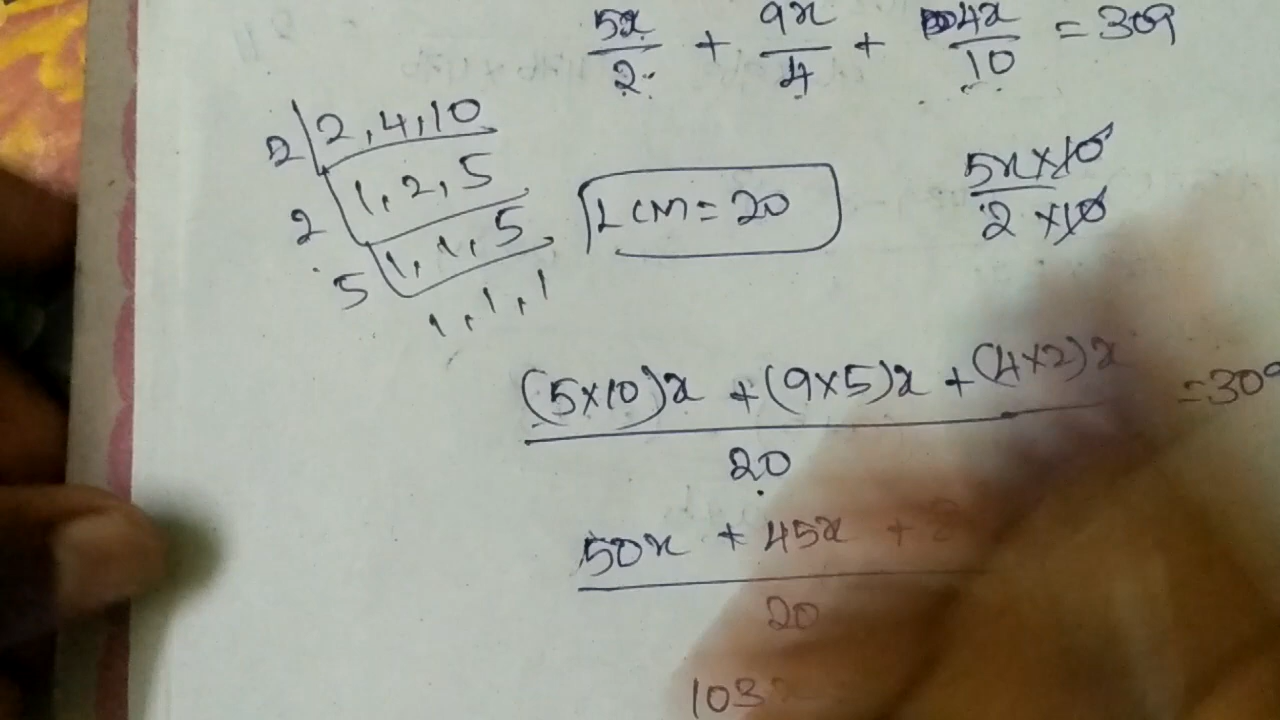 5x/2 + 9x/4 + 4x/10 = 309
2 | 2, 4, 10
2 | 1, 2, 5
5 | 1, 1, 5
1, 1, 1
LCM = 20
5x×10/2×10
(5×10)x + (9×5)x + (4×2)x / 20 = 309
50x + 45x + / 20
103